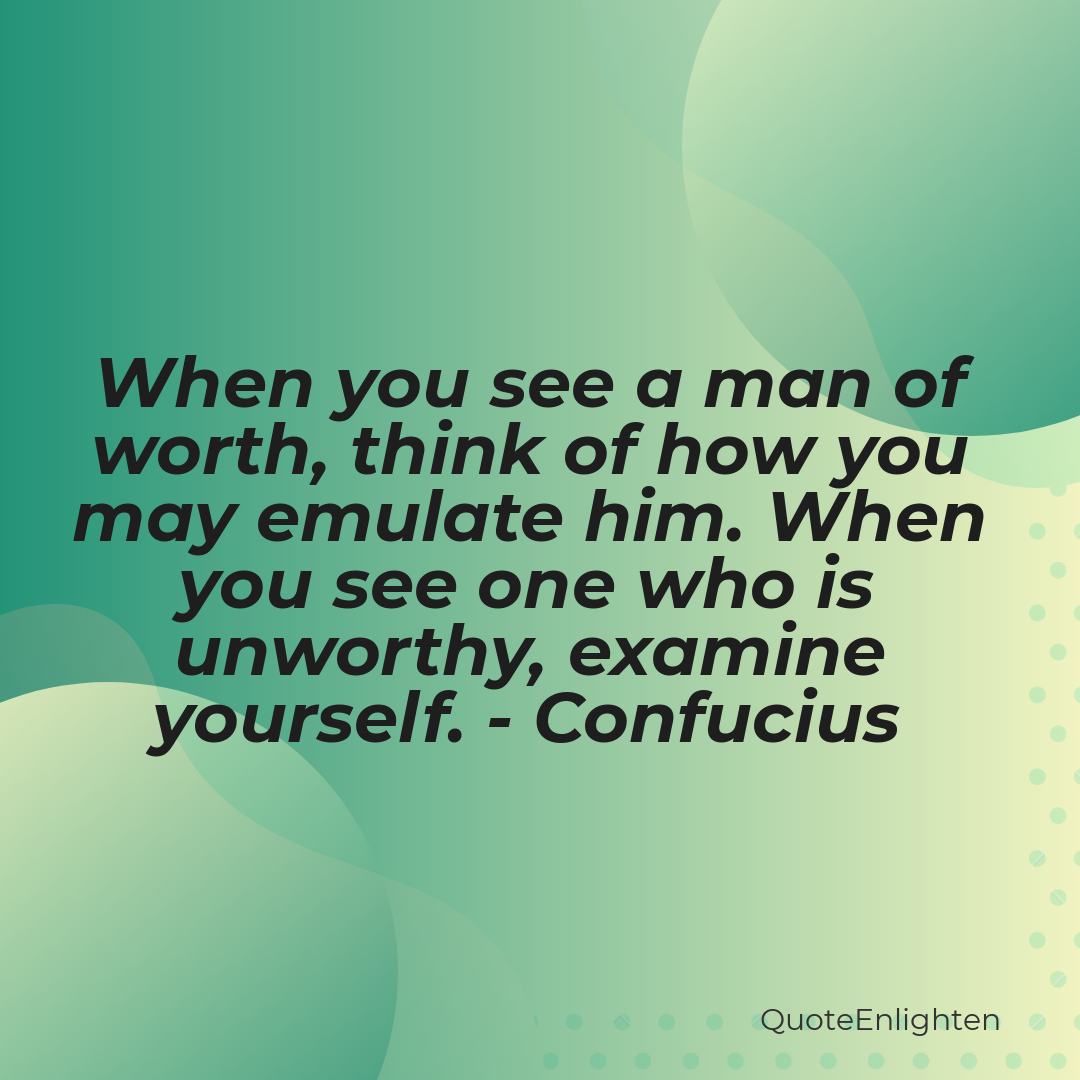 When you see a man of
worth, think of how you
may emulate him. When
you see one who is
unworthy, examine
yourself. - Confucius
QuoteEnlighten